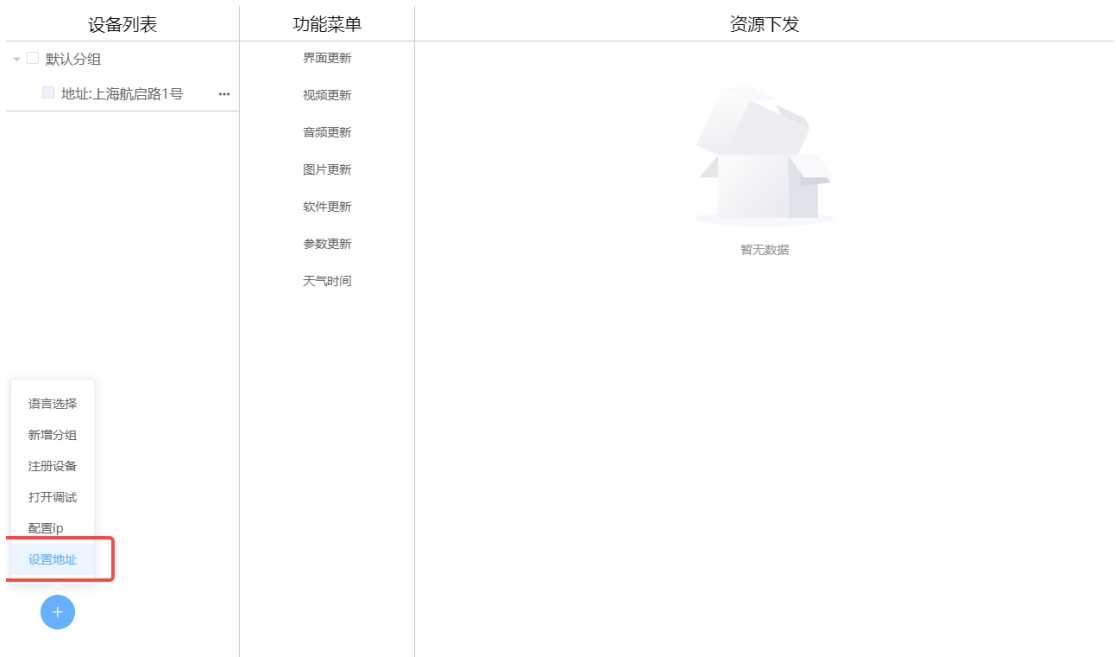 设备列表
功能菜单
资源下发
默认分组
地址:上海航启路1号
界面更新
视频更新
音频更新
图片更新
软件更新
参数更新
天气时间
暂无数据
语言选择
新增分组
注册设备
打开调试
配置ip
设置地址